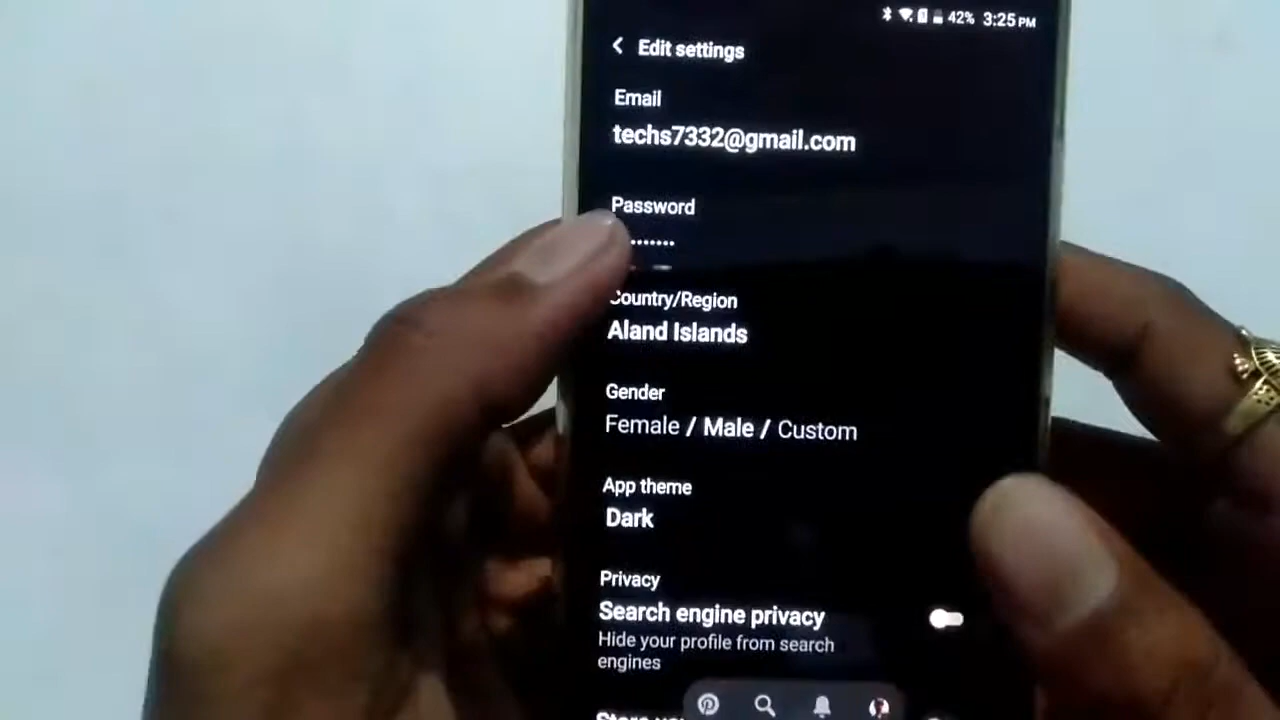 42% 3:25 PM
Edit settings
Email
techs7332@gmail.com
Password
Country/Region
Aland Islands
Gender
Female / Male / Custom
App theme
Dark
Privacy
Search engine privacy
Hide your profile from search
engines